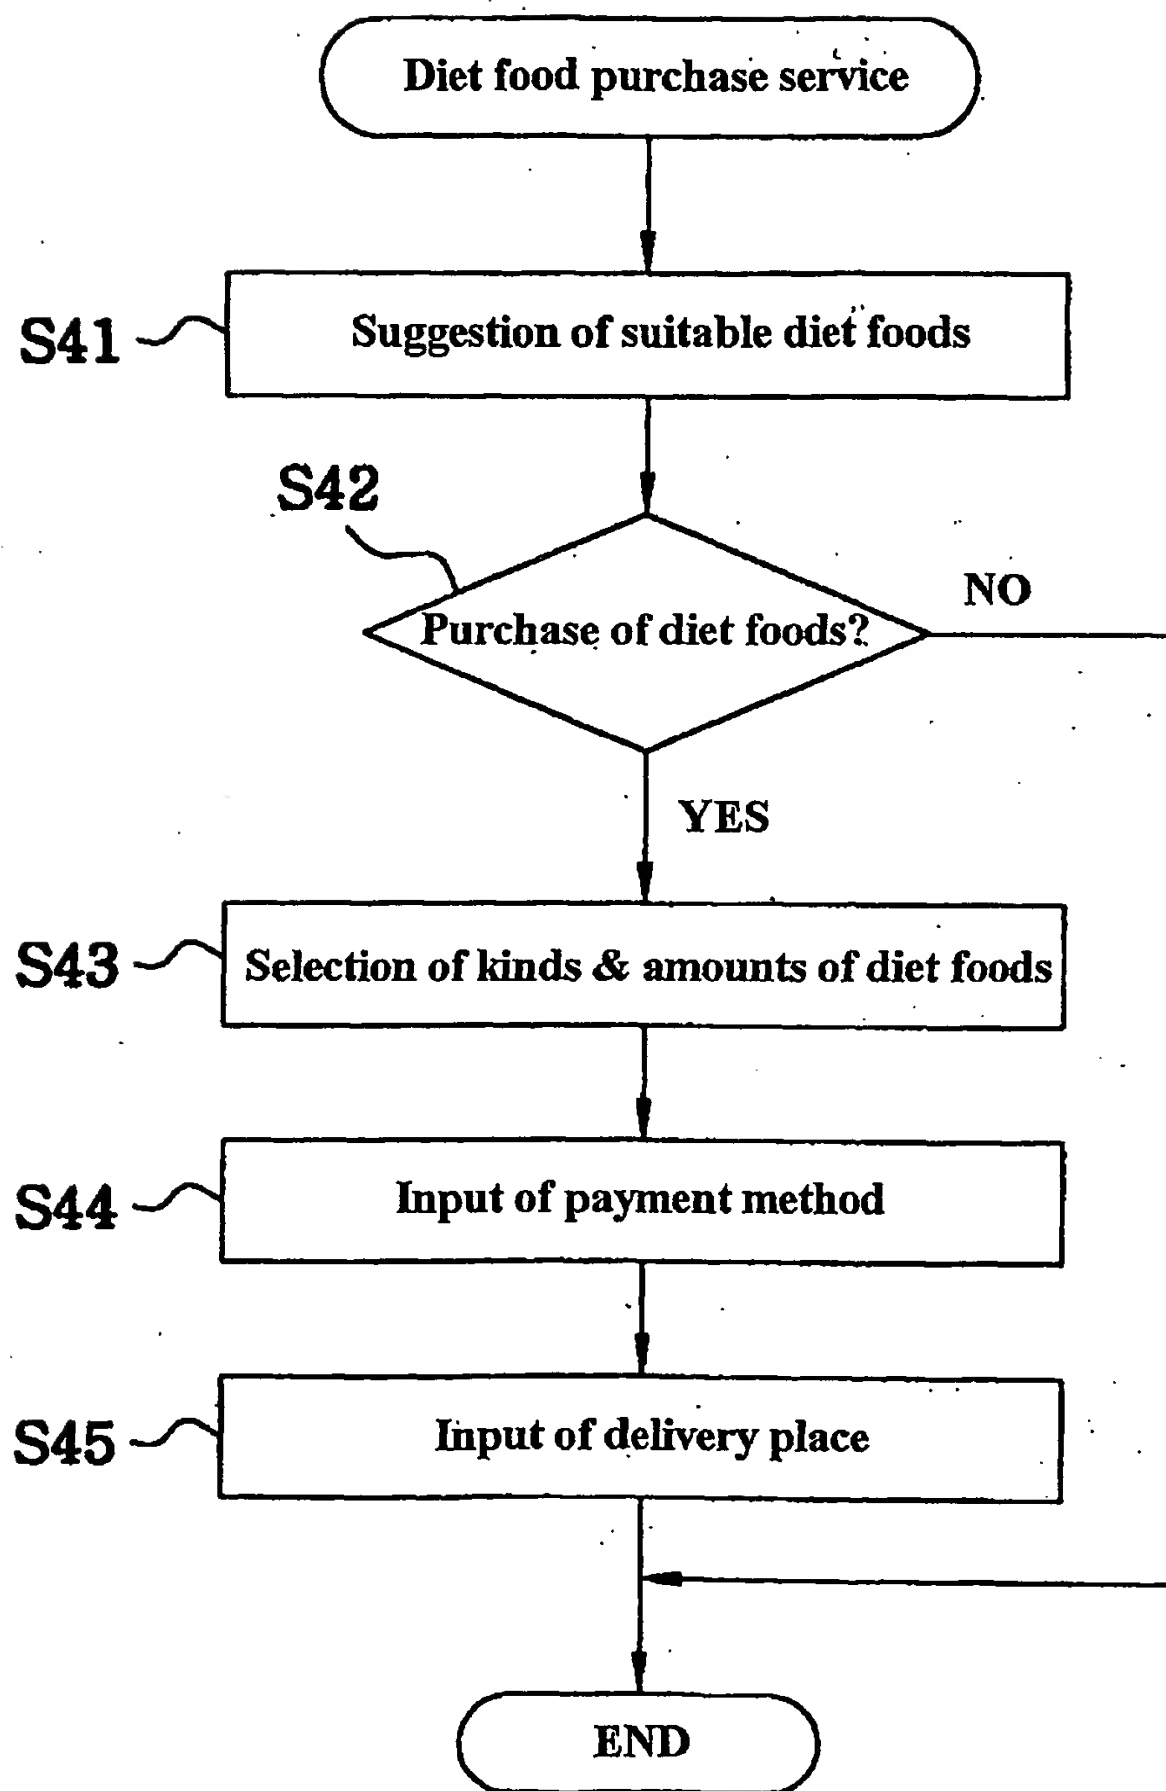 Diet food purchase service
S41
Suggestion of suitable diet foods
S42
NO
Purchase of diet foods?
YES
S43
Selection of kinds & amounts of diet foods
S44
Input of payment method
S45
Input of delivery place
END